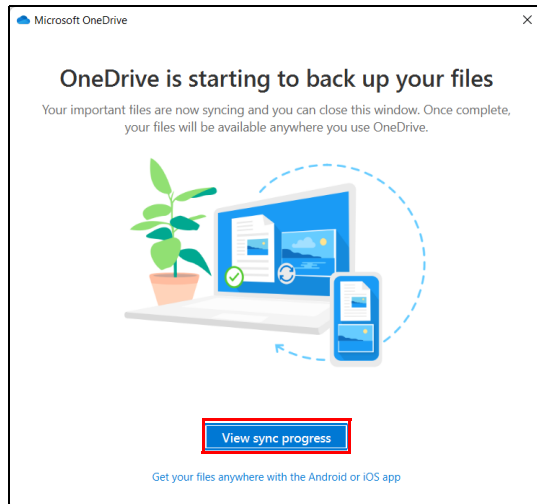 Microsoft OneDrive
OneDrive is starting to back up your files
Your important files are now syncing and you can close this window. Once complete,
your files will be available anywhere you use OneDrive.
View sync progress
Get your files anywhere with the Android or iOS app